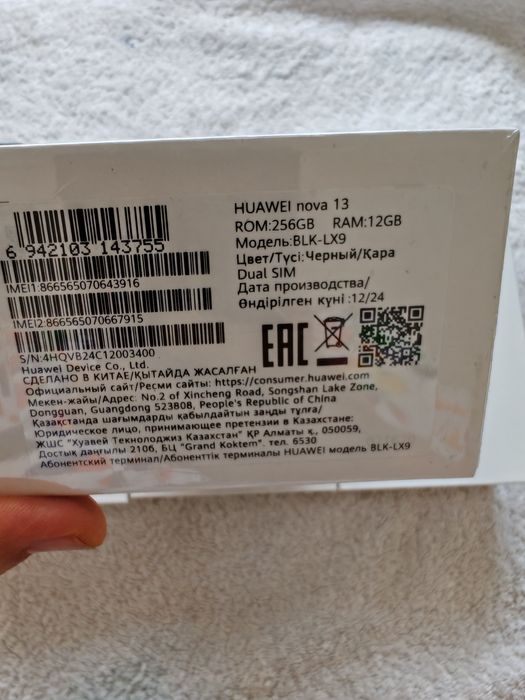 HUAWEI nova 13
ROM:256GB RAM:12GB
Модель:BLK-LX9
Цвет/Түсі:Черный/Қара
Dual SIM
Дата производства/
Өндірілген күні :12/24
6 942103 143755
IMEI1:866565070643916
IMEI2:866565070667915
S/N:4HQVB24C12003400
EAC
Huawei Device Co., Ltd.
СДЕЛАНО В КИТАЕ/ҚЫТАЙДА ЖАСАЛҒАН
Официальный сайт/Ресми сайты: https://consumer.huawei.com
Мекен-жайы/Адрес: No.2 of Xincheng Road, Songshan Lake Zone,
Dongguan, Guangdong 523808, People's Republic of China
Қазақстанда шағымдарды қабылдайтын заңды тұлға/
Юридическое лицо, принимающее претензии в Казахстане:
ЖШС "Хуавей Текнолоджиз Казахстан" ҚР Алматы қ., 050059,
Достық даңғылы 210б, БЦ "Grand Koktem". тел. 6530
Абонентский терминал/Абоненттік терминалы HUAWEI модель BLK-LX9